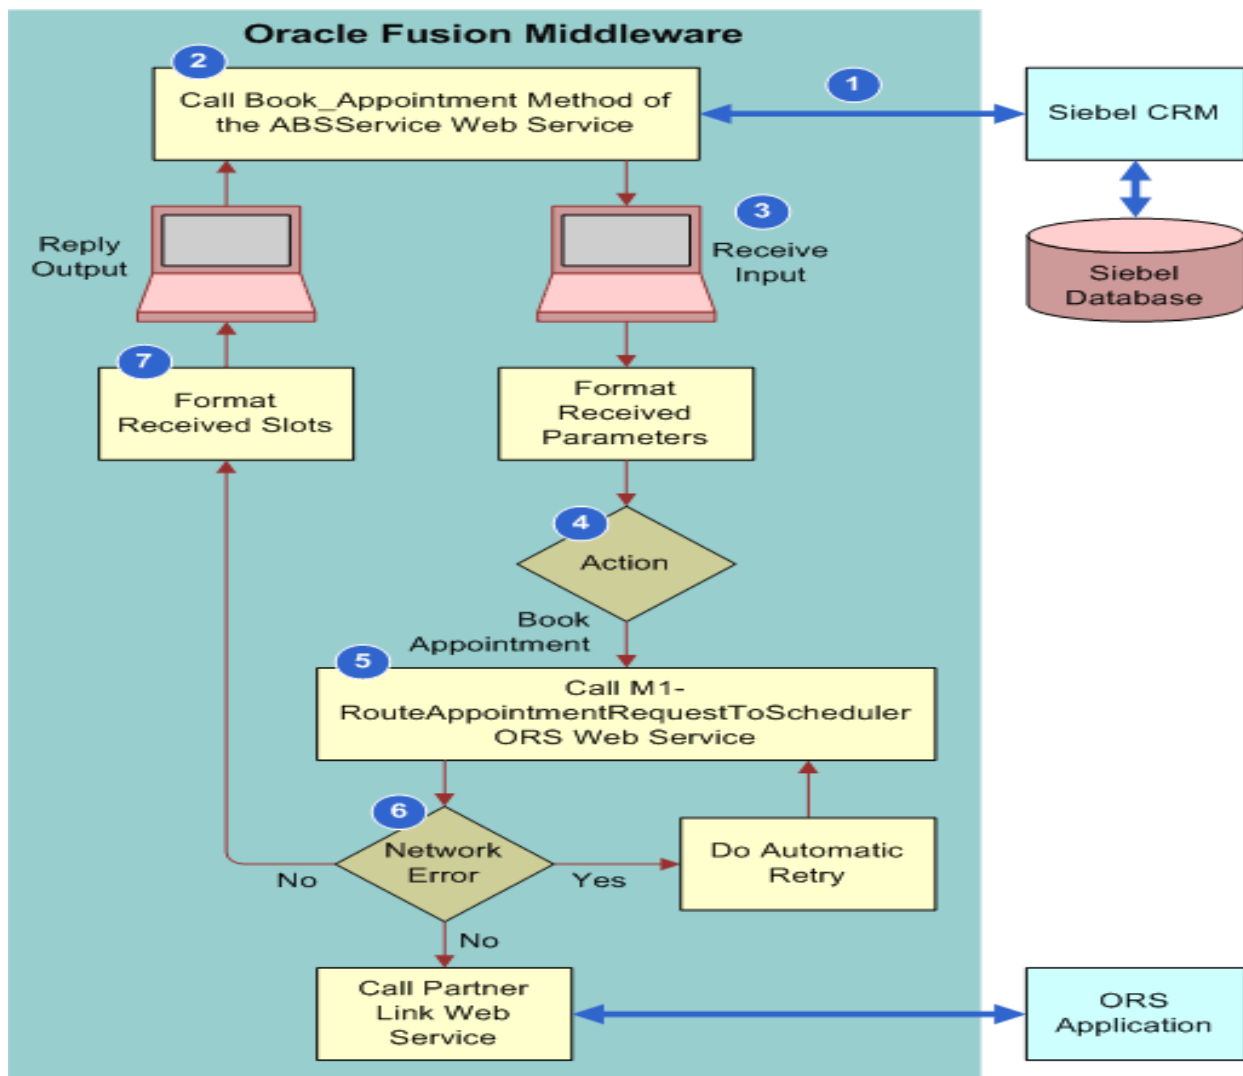 Oracle Fusion Middleware
2
Call Book_Appointment Method of
the ABSService Web Service
1
Siebel CRM
Reply
Output
3
Receive
Input
Siebel
Database
7
Format
Received Slots
Format
Received
Parameters
4
Action
Book
Appointment
5
Call M1-
RouteAppointmentRequestToScheduler
ORS Web Service
6
Network
Error
No
Yes
Do Automatic
Retry
No
Call Partner
Link Web
Service
ORS
Application